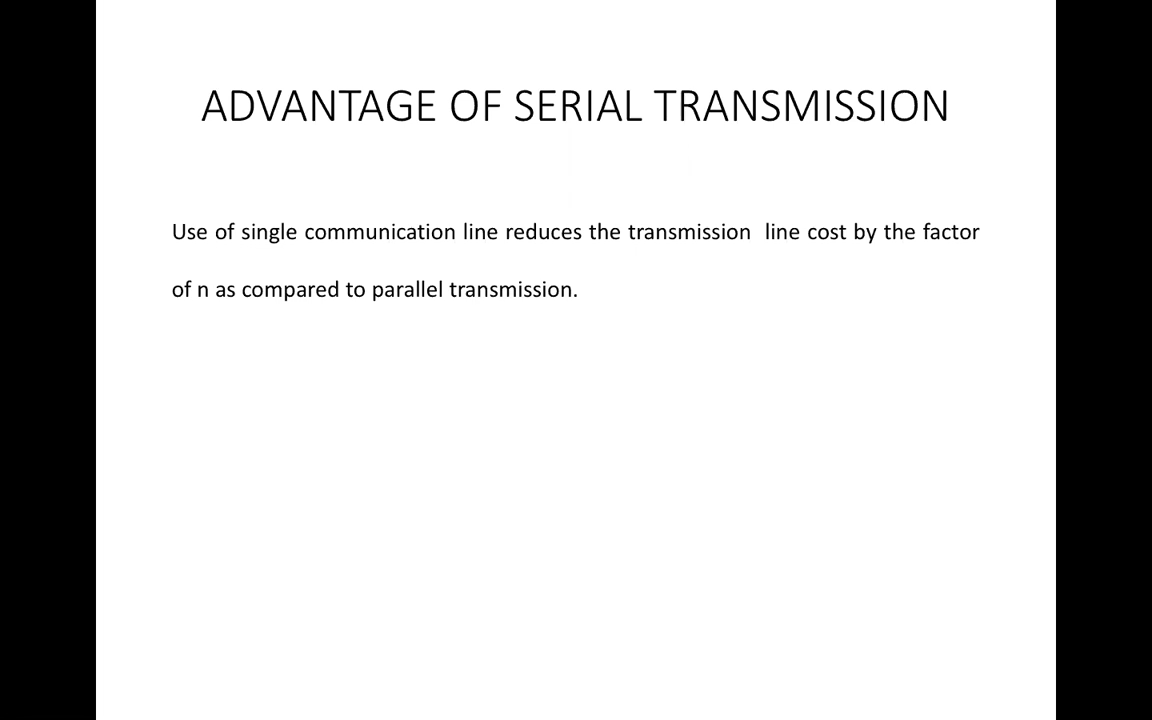 ADVANTAGE OF SERIAL TRANSMISSION
Use of single communication line reduces the transmission  line cost by the factor
of n as compared to parallel transmission.